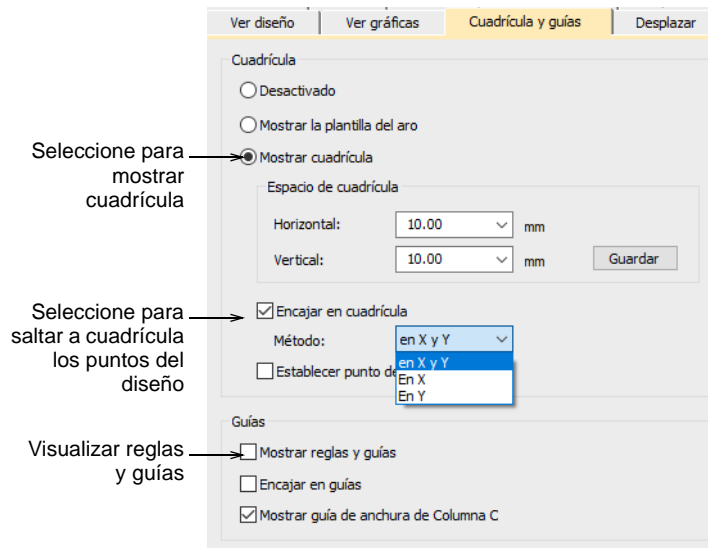 Ver diseño
Ver gráficas
Cuadrícula y guías
Desplazar
Cuadrícula
Desactivado
Mostrar la plantilla del aro
Seleccione para
mostrar
cuadrícula
Mostrar cuadrícula
Espacio de cuadrícula
Horizontal: 10.00 mm
Vertical: 10.00 mm Guardar
Seleccione para
saltar a cuadrícula
los puntos del
diseño
Encajar en cuadrícula
Método: en X y Y
en X y Y
En X
En Y
Establecer punto de
Guías
Visualizar reglas
y guías
Mostrar reglas y guías
Encajar en guías
Mostrar guía de anchura de Columna C